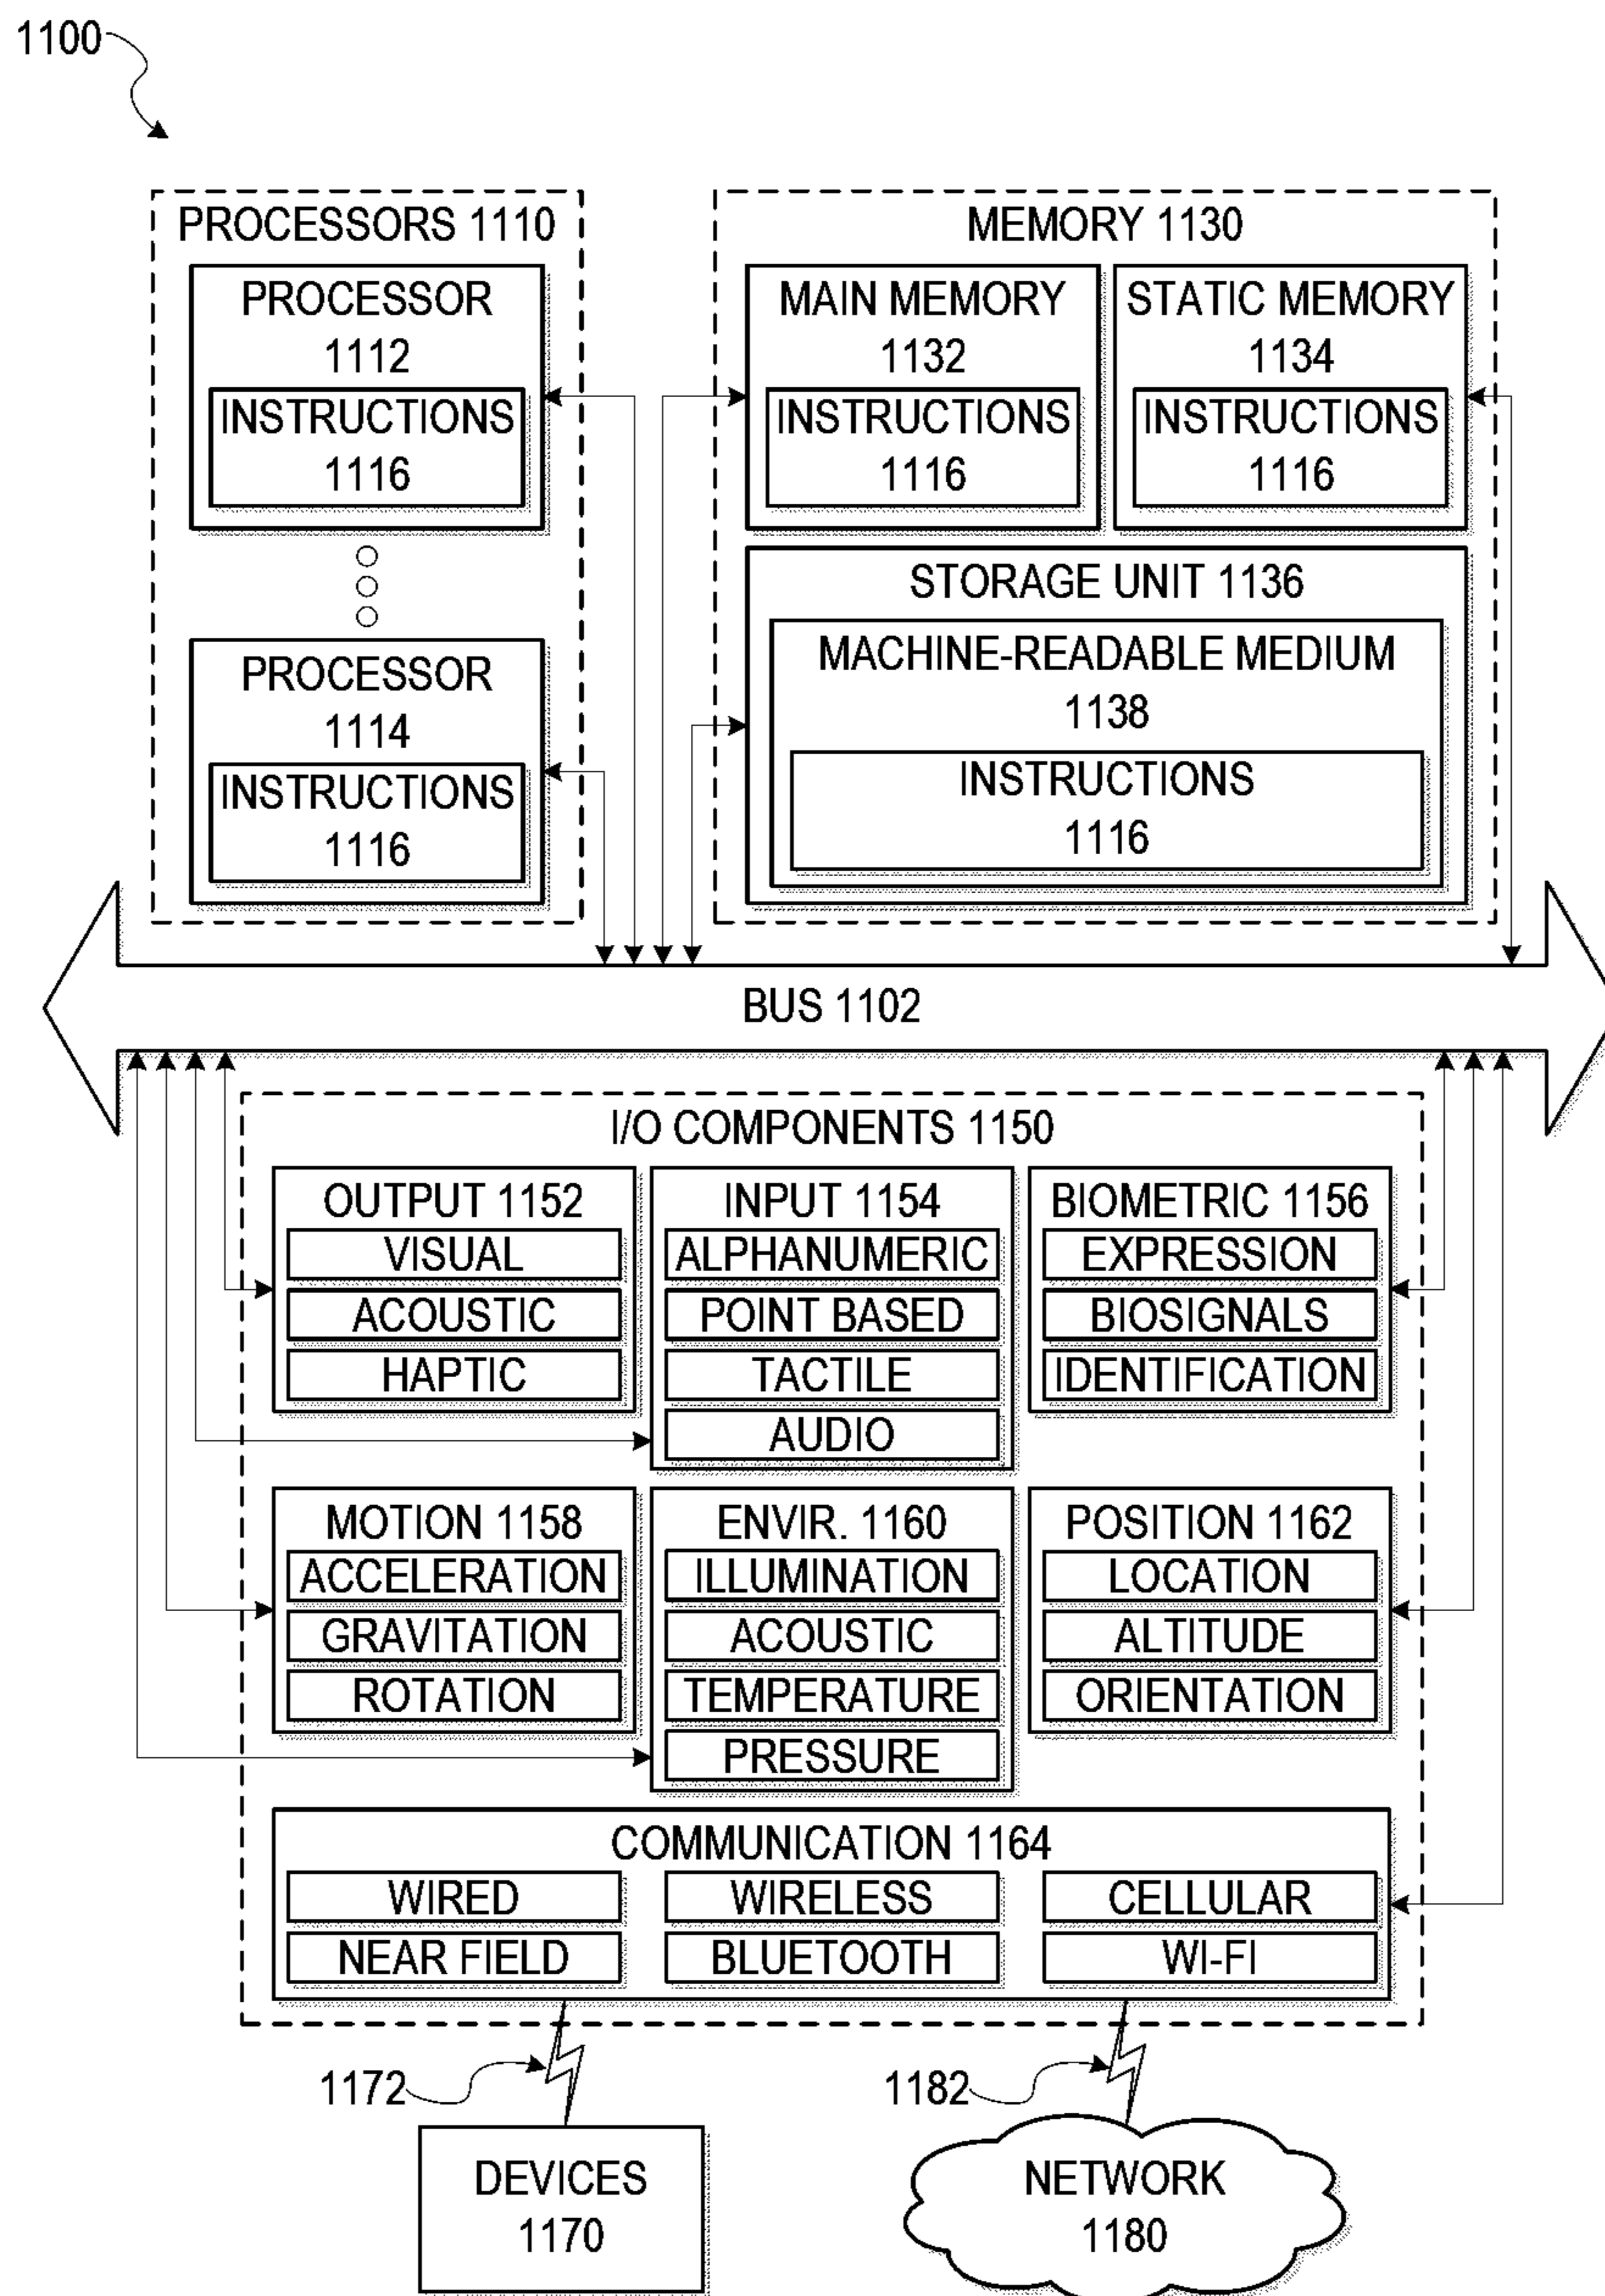 1100
PROCESSORS 1110
PROCESSOR
1112
INSTRUCTIONS
1116
PROCESSOR
1114
INSTRUCTIONS
1116
MEMORY 1130
MAIN MEMORY
1132
INSTRUCTIONS
1116
STATIC MEMORY
1134
INSTRUCTIONS
1116
STORAGE UNIT 1136
MACHINE-READABLE MEDIUM
1138
INSTRUCTIONS
1116
BUS 1102
I/O COMPONENTS 1150
OUTPUT 1152
VISUAL
ACOUSTIC
HAPTIC
INPUT 1154
ALPHANUMERIC
POINT BASED
TACTILE
AUDIO
BIOMETRIC 1156
EXPRESSION
BIOSIGNALS
IDENTIFICATION
MOTION 1158
ACCELERATION
GRAVITATION
ROTATION
ENVIR. 1160
ILLUMINATION
ACOUSTIC
TEMPERATURE
PRESSURE
POSITION 1162
LOCATION
ALTITUDE
ORIENTATION
COMMUNICATION 1164
WIRED
WIRELESS
CELLULAR
NEAR FIELD
BLUETOOTH
WI-FI
1172
1182
DEVICES
1170
NETWORK
1180